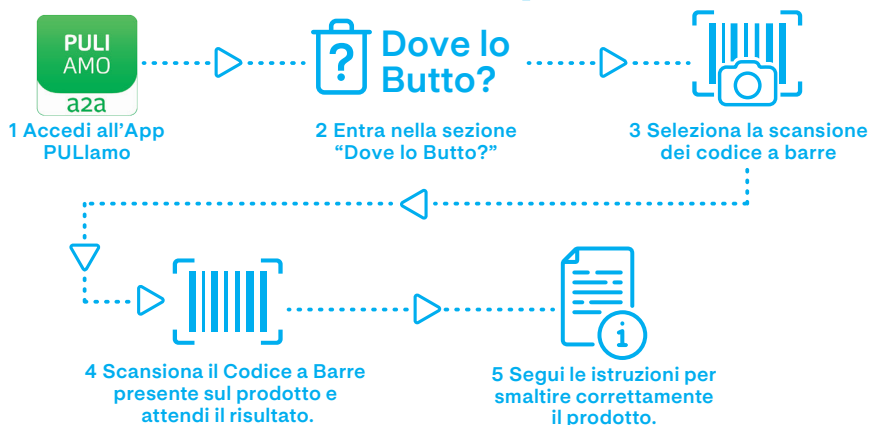 PULI
AMO
a2a
1 Accedi all'App
PULIamo
?
Dove lo
Butto?
2 Entra nella sezione
“Dove lo Butto?”
3 Seleziona la scansione
dei codice a barre
4 Scansiona il Codice a Barre
presente sul prodotto e
attendi il risultato.
i
5 Segui le istruzioni per
smaltire correttamente
il prodotto.